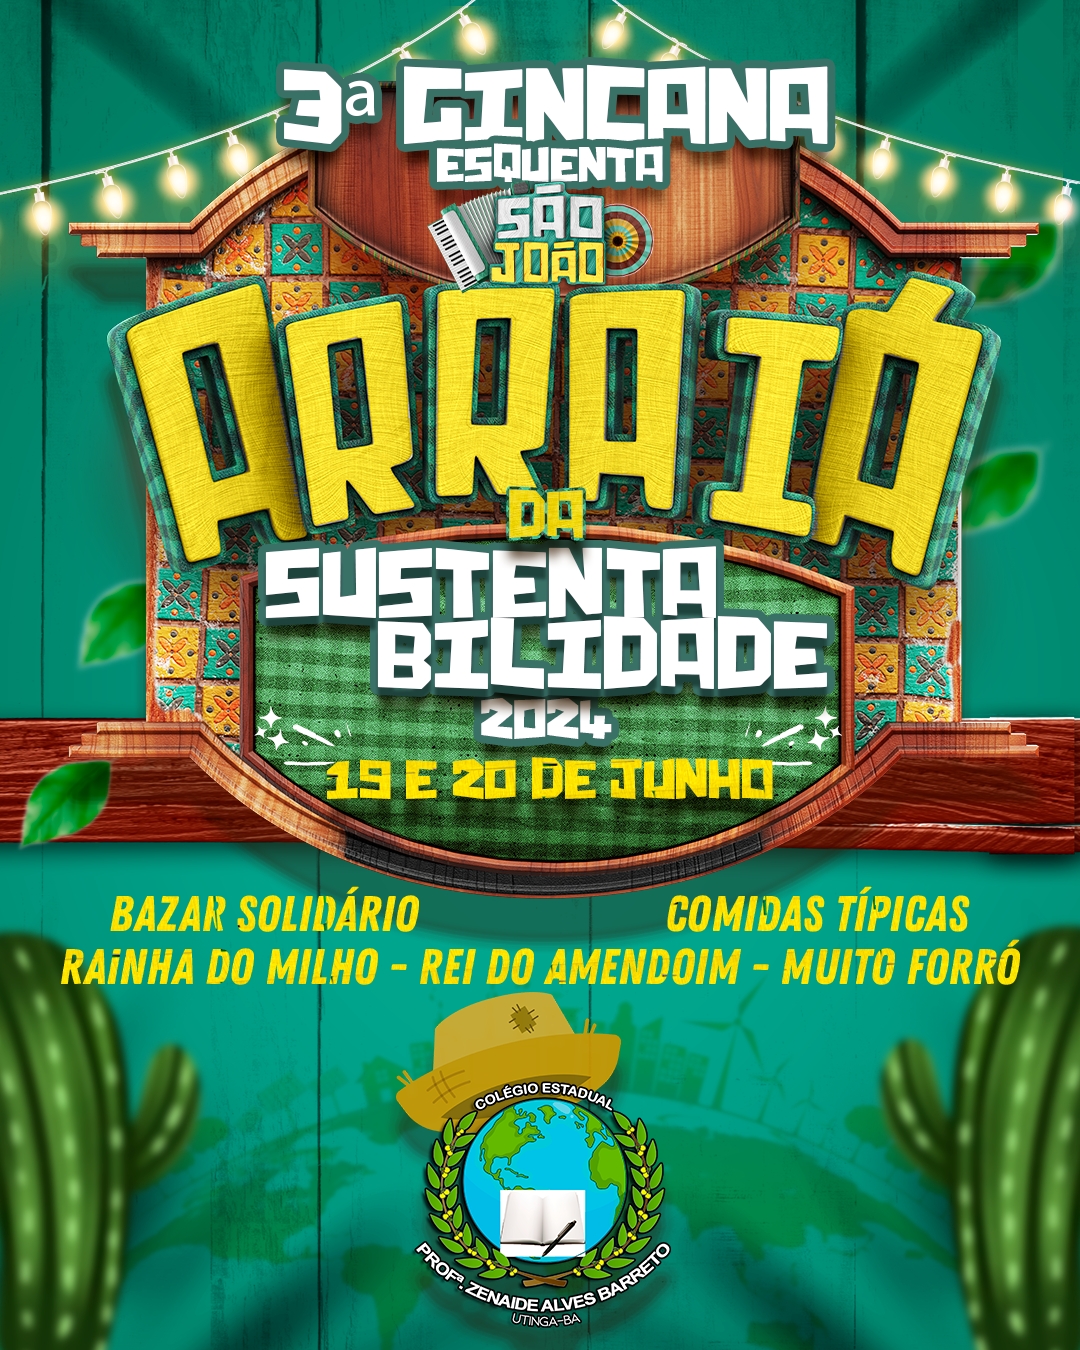 3ª GINCANA
ESQUENTA
SÃO
JOÃO
ARRAIÁ
DA
SUSTENTA
BILIDADE
2024
19 E 20 DE JUNHO
BAZAR SOLIDÁRIO COMIDAS TÍPICAS
RAINHA DO MILHO - REI DO AMENDOIM - MUITO FORRÓ
COLÉGIO ESTADUAL
PROFª. ZENAIDE ALVES BARRETO
UTINGA-BA